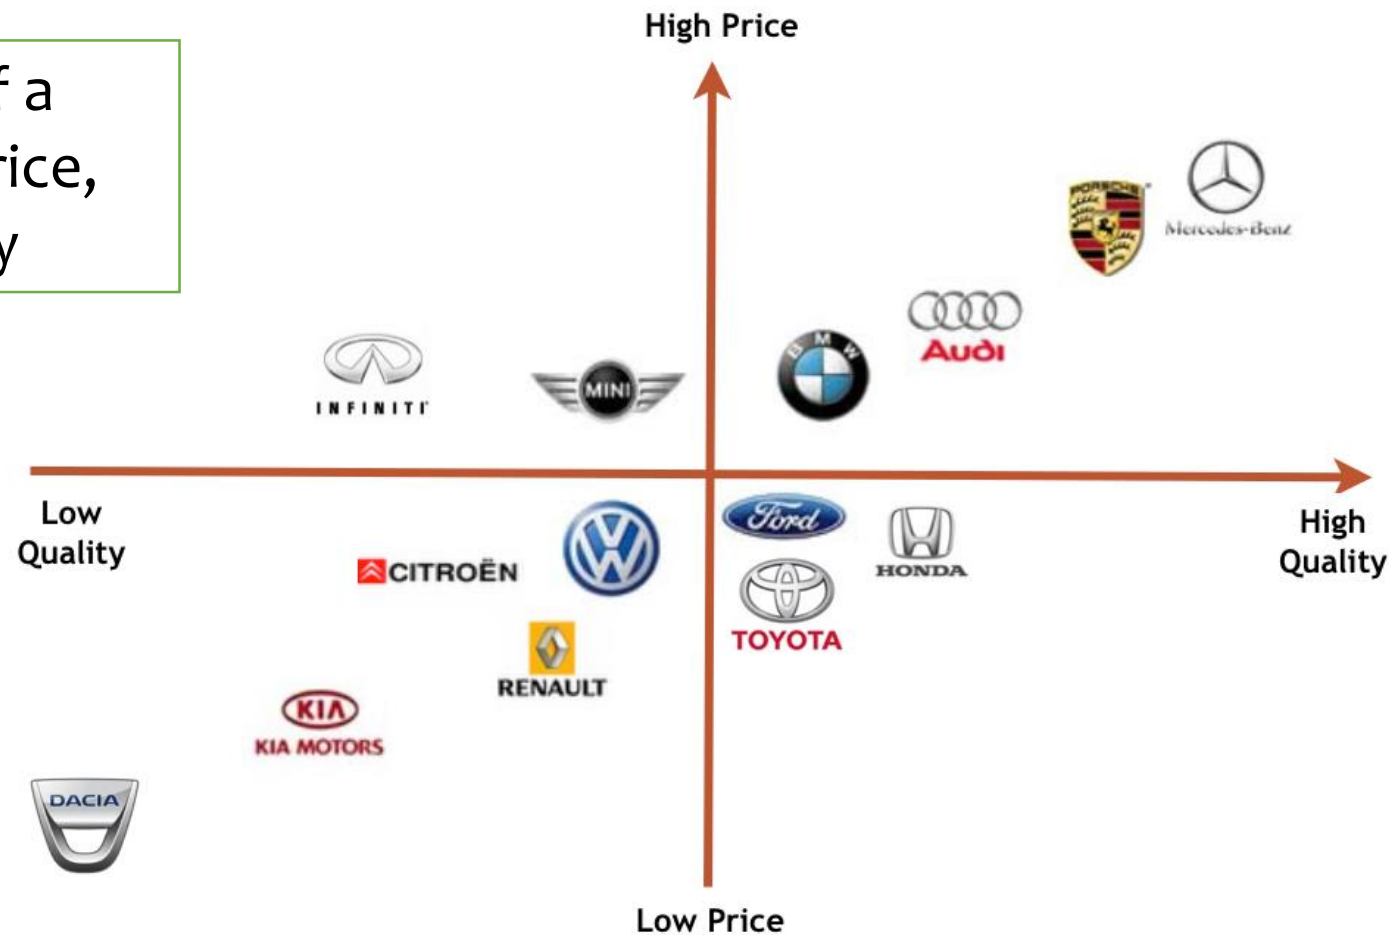 High Price
f a
rice,
y
PORSCHE
Mercedes-Benz
Audi
BMW
INFINITI
MINI
Low
Quality
High
Quality
Ford
HONDA
CITROËN
VW
TOYOTA
RENAULT
KIA
KIA MOTORS
DACIA
Low Price